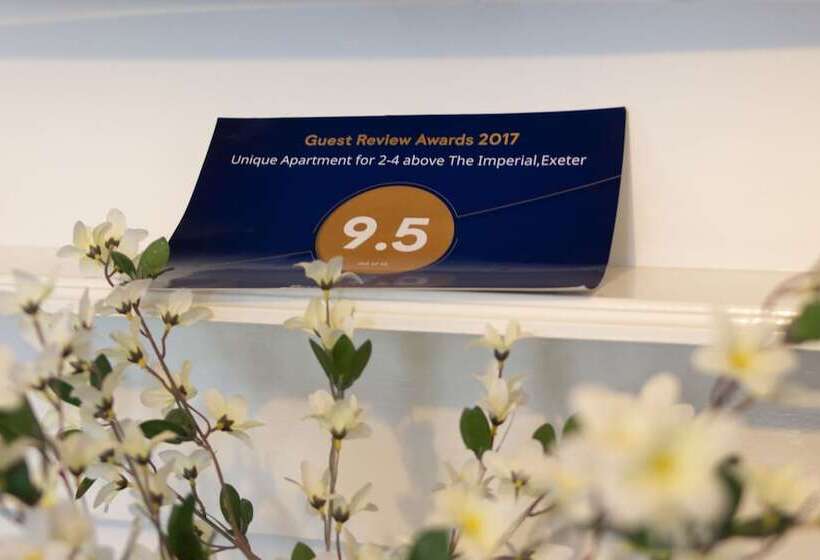 Guest Review Awards 2017
Unique Apartment for 2-4 above The Imperial,Exeter
9.5